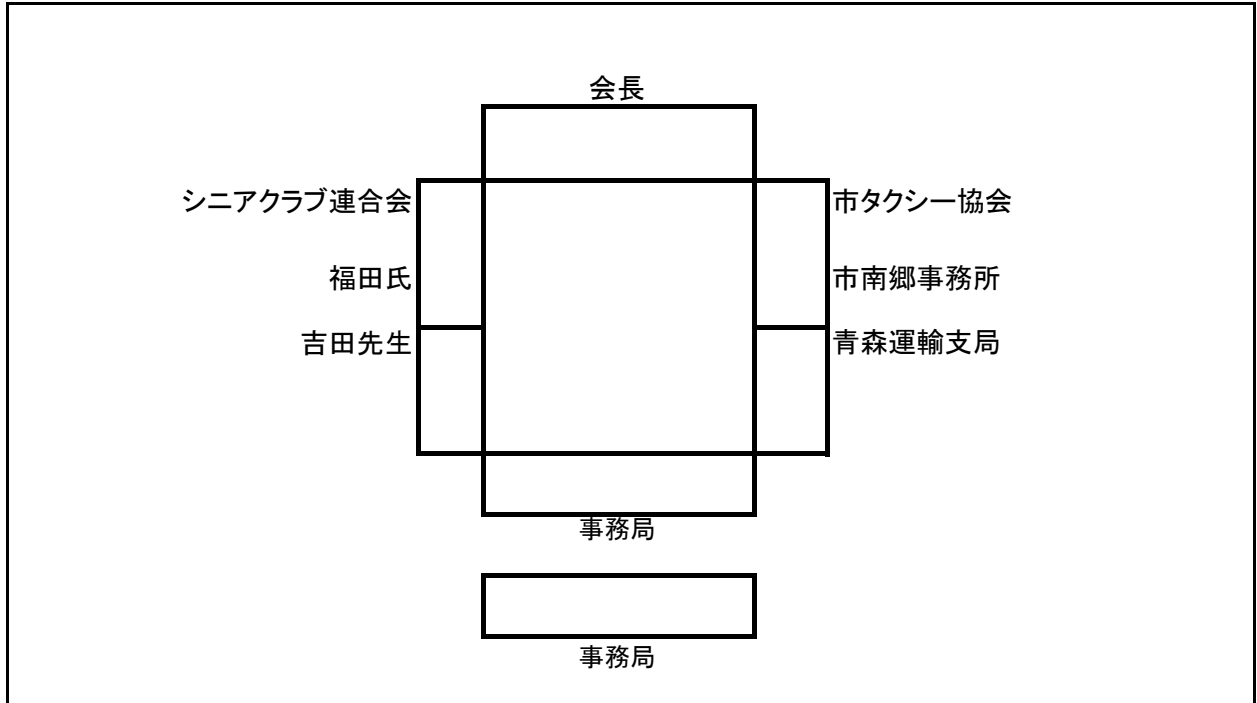 会長
シニアクラブ連合会
市タクシー協会
福田氏
市南郷事務所
吉田先生
青森運輸支局
事務局
事務局